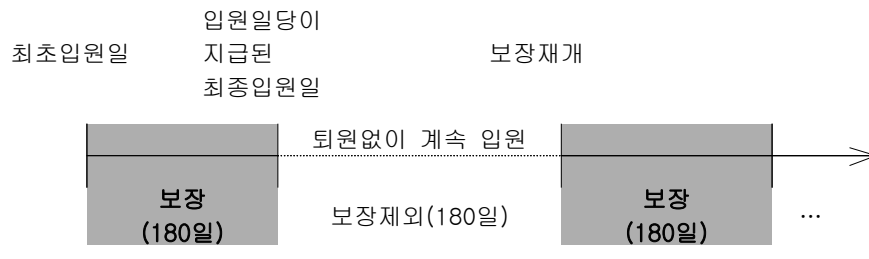 입원일당이
최초입원일 지급된 보장재개
최종입원일
퇴원없이 계속 입원
보장 보장
(180일) 보장제외(180일) (180일) …